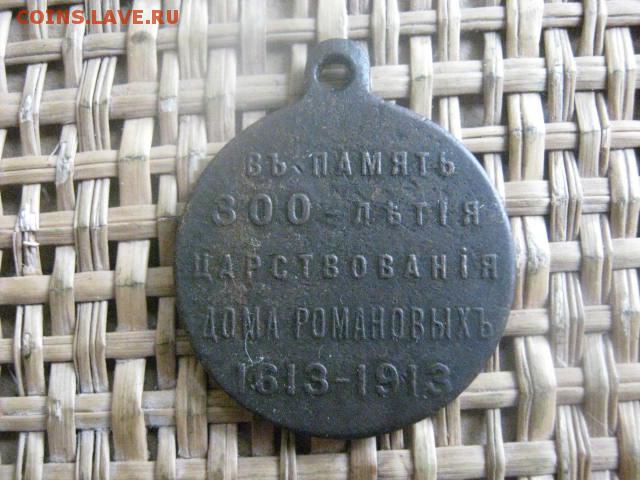 COINS.LAVE.RU
ВЪ ПАМЯТЬ
300-ЛѢТІЯ
ЦАРСТВОВАНІЯ
ДОМА РОМАНОВЫХЪ
1613-1913